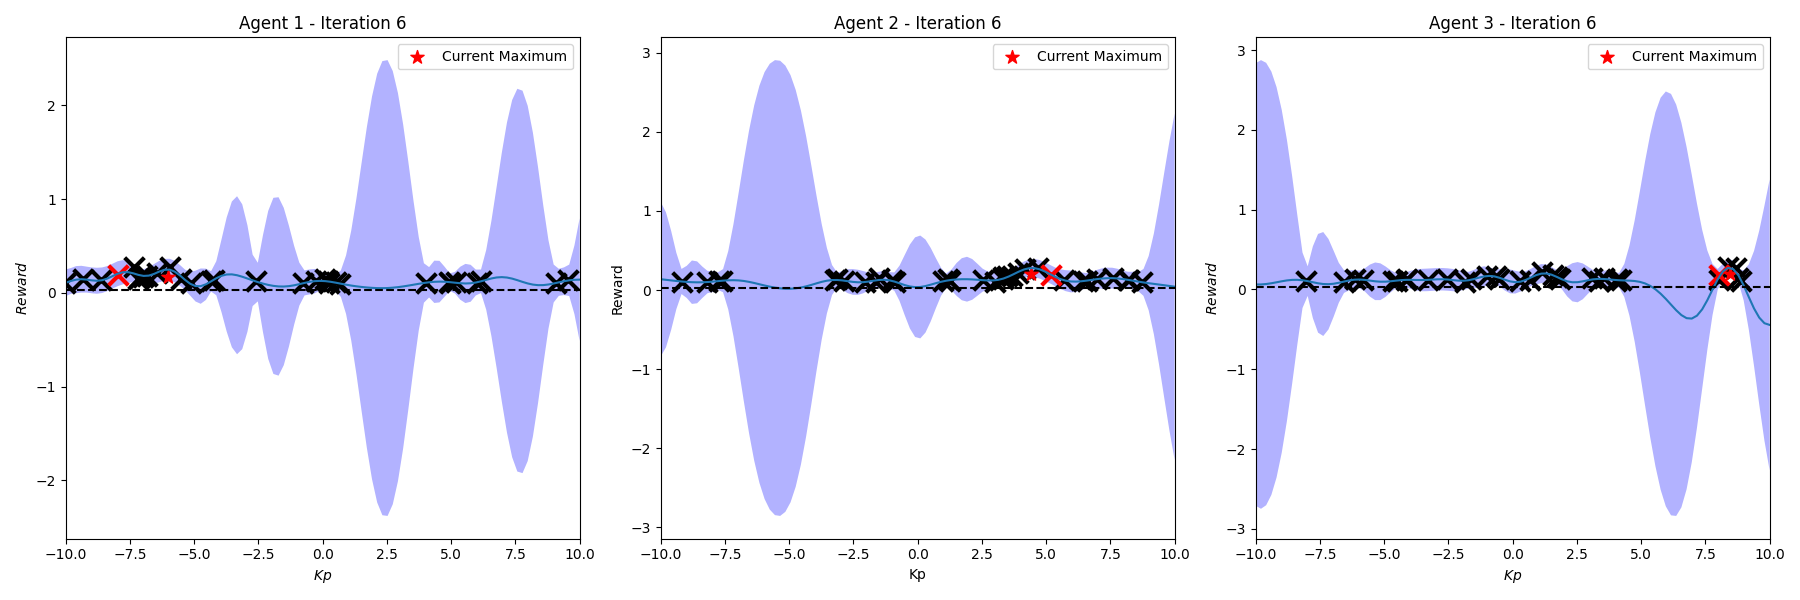 Agent 1 - Iteration 6
Current Maximum
Reward
2
1
0
−1
−2
−10.0 −7.5 −5.0 −2.5 0.0 2.5 5.0 7.5 10.0
Kp
Agent 2 - Iteration 6
Current Maximum
Reward
3
2
1
0
−1
−2
−3
−10.0 −7.5 −5.0 −2.5 0.0 2.5 5.0 7.5 10.0
Kp
Agent 3 - Iteration 6
Current Maximum
Reward
3
2
1
0
−1
−2
−3
−10.0 −7.5 −5.0 −2.5 0.0 2.5 5.0 7.5 10.0
Kp